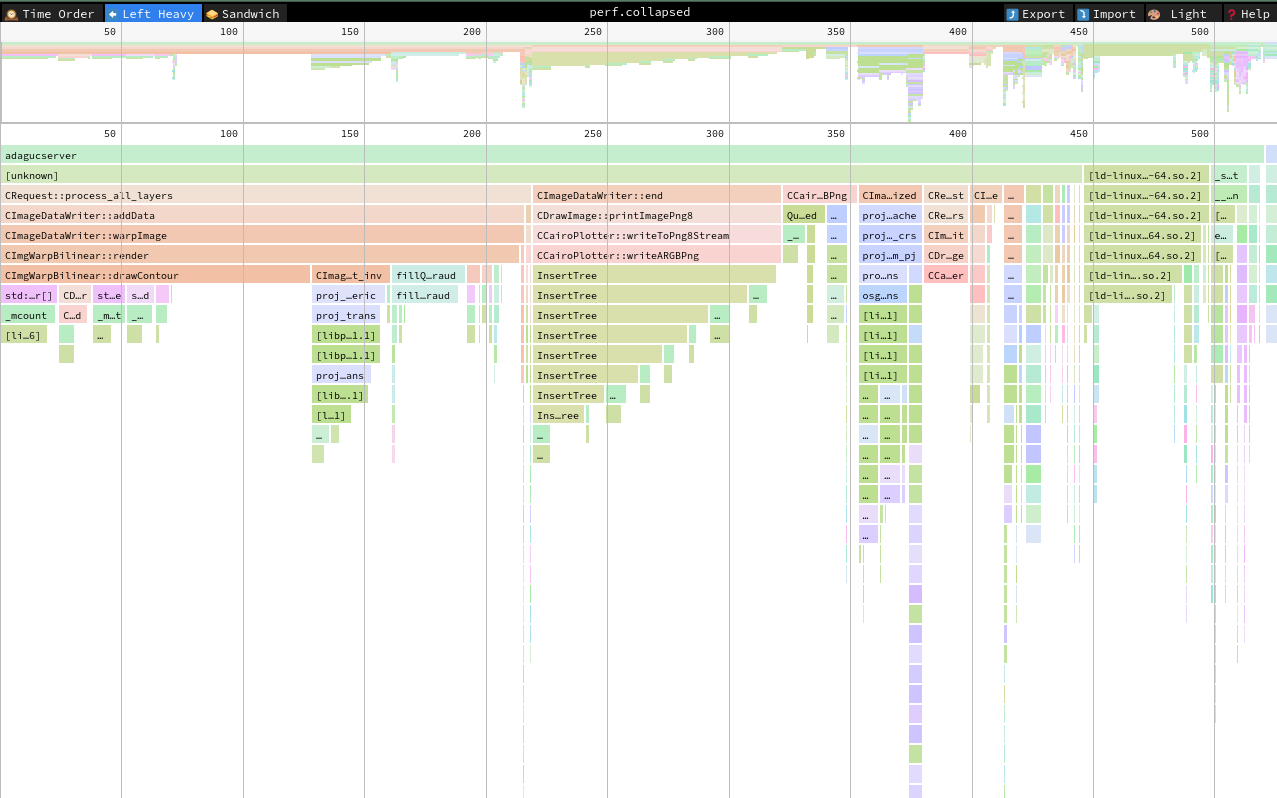 Time Order Left Heavy Sandwich perf.collapsed Export Import Light Help
50 100 150 200 250 300 350 400 450 500
50 100 150 200 250 300 350 400 450 500
adagucserver
[unknown] [ld-linux…-64.so.2] _s…t
CRequest::process_all_layers CImageDataWriter::end CCair…BPng CIma…ized CRe…st CI…e … [ld-linux…-64.so.2] __…n
CImageDataWriter::addData CDrawImage::printImagePng8 Qu…ed … proj…ache CRe…rs … [ld-linux…-64.so.2] […
CImageDataWriter::warpImage CCairoPlotter::writeToPng8Stream _… proj…_crs CIm…it … [ld-linux…64.so.2] e…
CImgWarpBilinear::render CCairoPlotter::writeARGBPng … proj…m_pj CDr…ge … [ld-linux…64.so.2] […
CImgWarpBilinear::drawContour CImag…t_inv fillQ…raud InsertTree … pro…ns CCa…er … [ld-lin….so.2]
std:…r[] CD…r st…e s…d proj_…eric fill…raud InsertTree … … osg…ns … [ld-li….so.2]
_mcount C…d _m…t _… proj_trans InsertTree … … [li…1]
[li…6] … [libp…1.1] InsertTree … [li…1]
[libp…1.1] InsertTree [li…1]
proj…ans InsertTree [li…1]
[lib….1] InsertTree … … …
[l…1] Ins…ree … …
… … … …
… … …
… …
… …
…
…